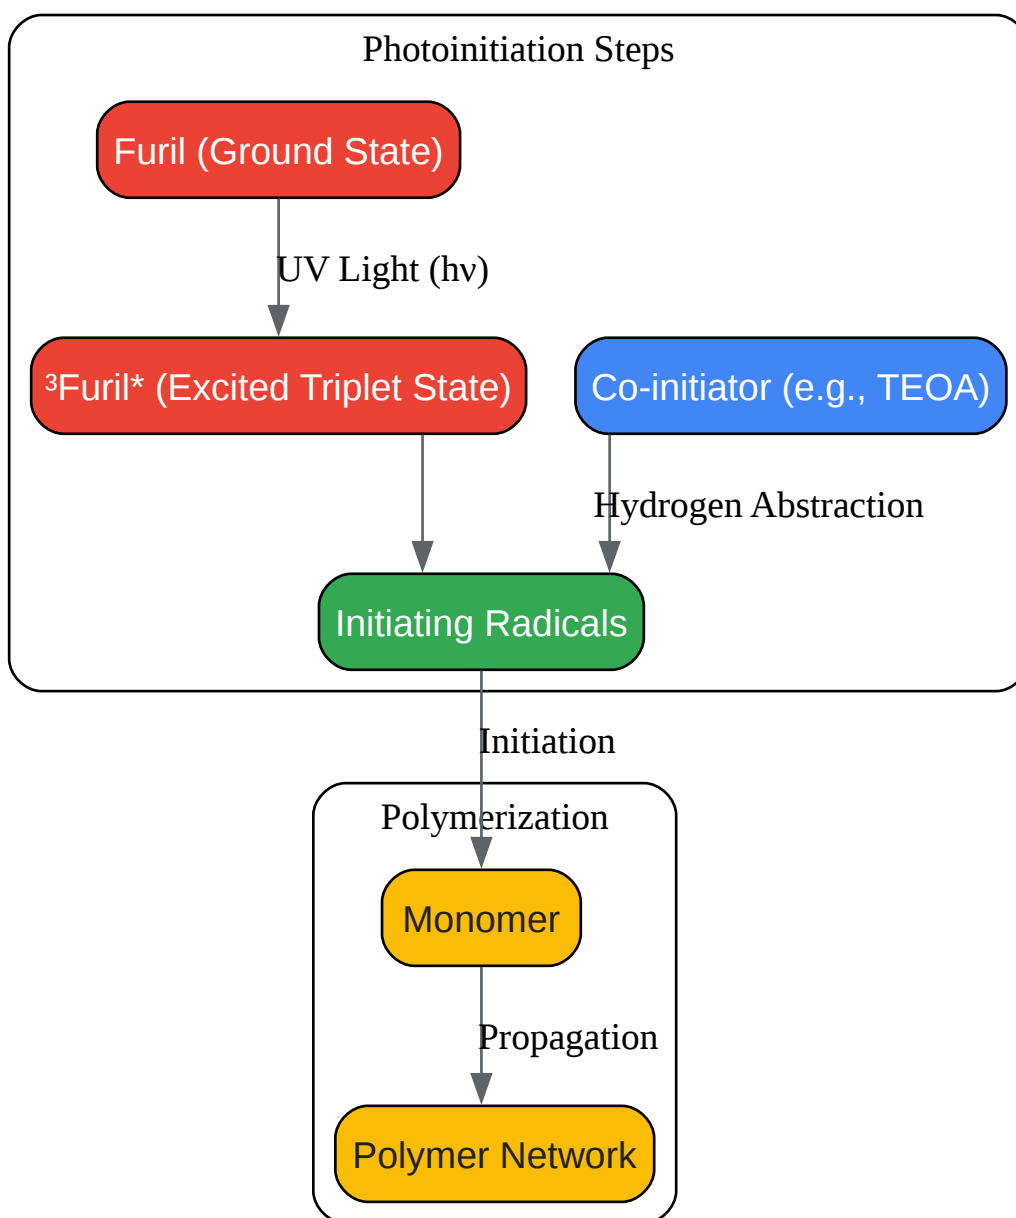 Photoinitiation Steps
Furil (Ground State)
UV Light (hν)
³Furil* (Excited Triplet State)
Co-initiator (e.g., TEOA)
Hydrogen Abstraction
Initiating Radicals
Initiation
Polymerization
Monomer
Propagation
Polymer Network